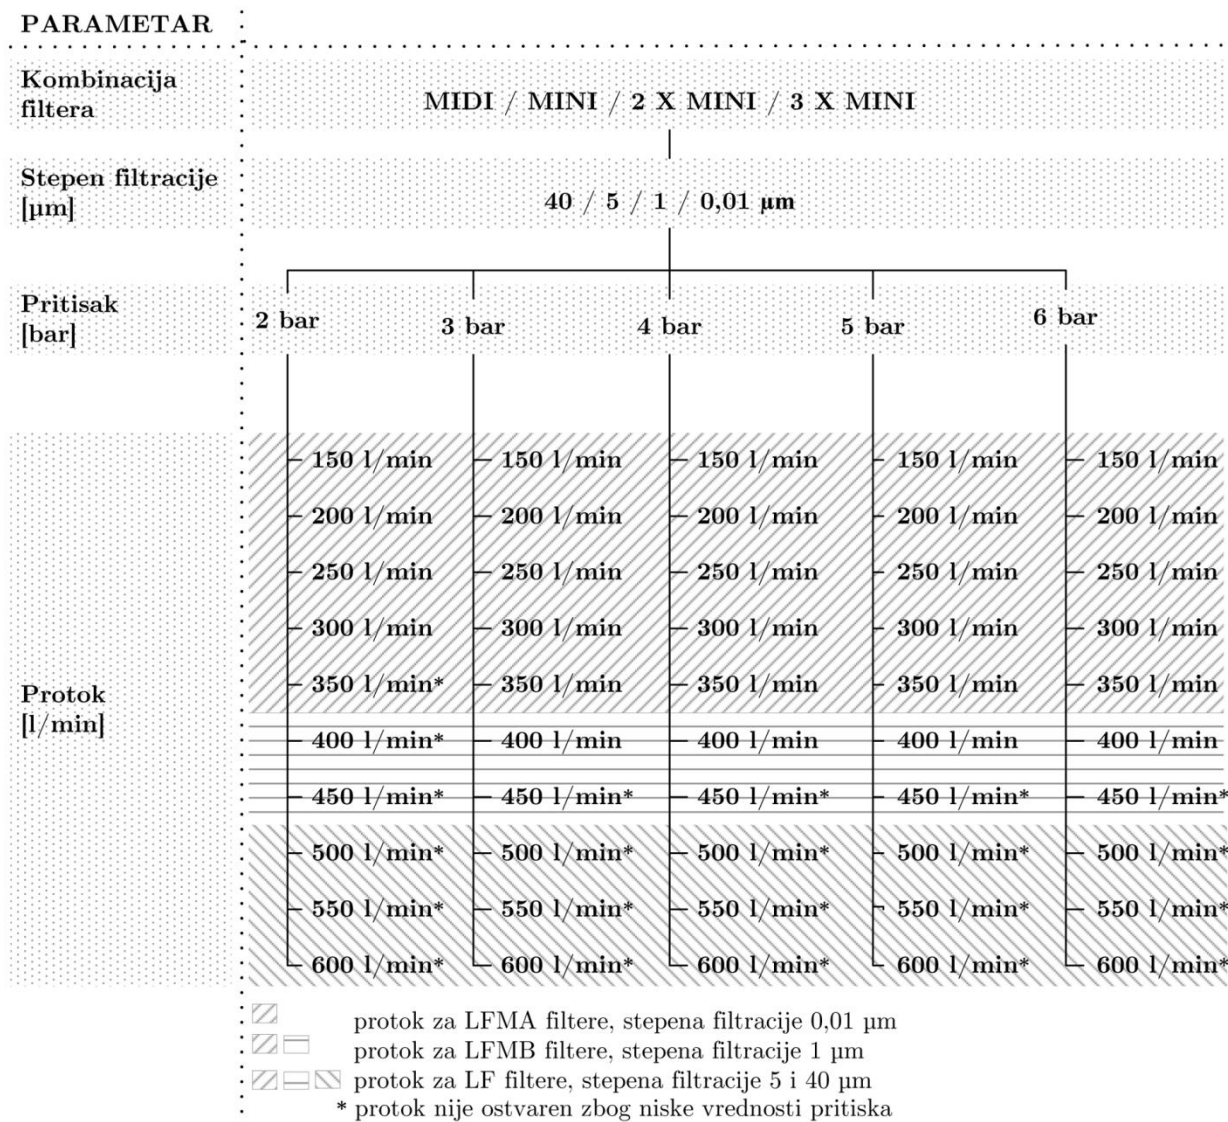 PARAMETAR
Kombinacija
filtera
MIDI / MINI / 2 X MINI / 3 X MINI
Stepen filtracije
[µm]
40 / 5 / 1 / 0,01 µm
Pritisak
[bar]
2 bar 3 bar 4 bar 5 bar 6 bar
Protok
[l/min]
150 l/min 150 l/min 150 l/min 150 l/min 150 l/min
200 l/min 200 l/min 200 l/min 200 l/min 200 l/min
250 l/min 250 l/min 250 l/min 250 l/min 250 l/min
300 l/min 300 l/min 300 l/min 300 l/min 300 l/min
350 l/min* 350 l/min 350 l/min 350 l/min 350 l/min
400 l/min* 400 l/min 400 l/min 400 l/min 400 l/min
450 l/min* 450 l/min* 450 l/min* 450 l/min* 450 l/min*
500 l/min* 500 l/min* 500 l/min* 500 l/min* 500 l/min*
550 l/min* 550 l/min* 550 l/min* 550 l/min* 550 l/min*
600 l/min* 600 l/min* 600 l/min* 600 l/min* 600 l/min*
protok za LFMA filtere, stepena filtracije 0,01 µm
protok za LFMB filtere, stepena filtracije 1 µm
protok za LF filtere, stepena filtracije 5 i 40 µm
* protok nije ostvaren zbog niske vrednosti pritiska